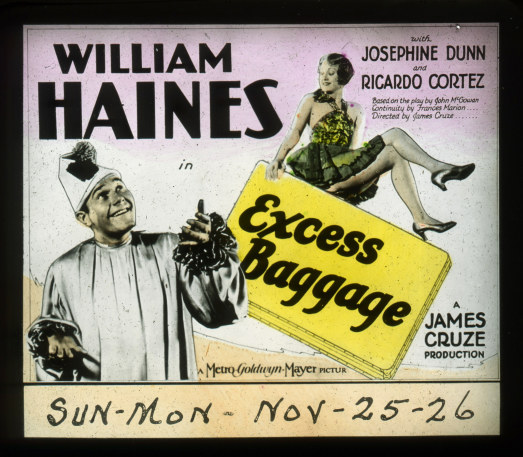 WILLIAM
HAINES
in
with
JOSEPHINE DUNN
and
RICARDO CORTEZ
Based on the play by John McGowan
Continuity by Frances Marion....
Directed by James Cruze.......
Excess
Baggage
A
JAMES
CRUZE
PRODUCTION
A Metro-Goldwyn-Mayer PICTUR
SUN-MON- NOV-25-26